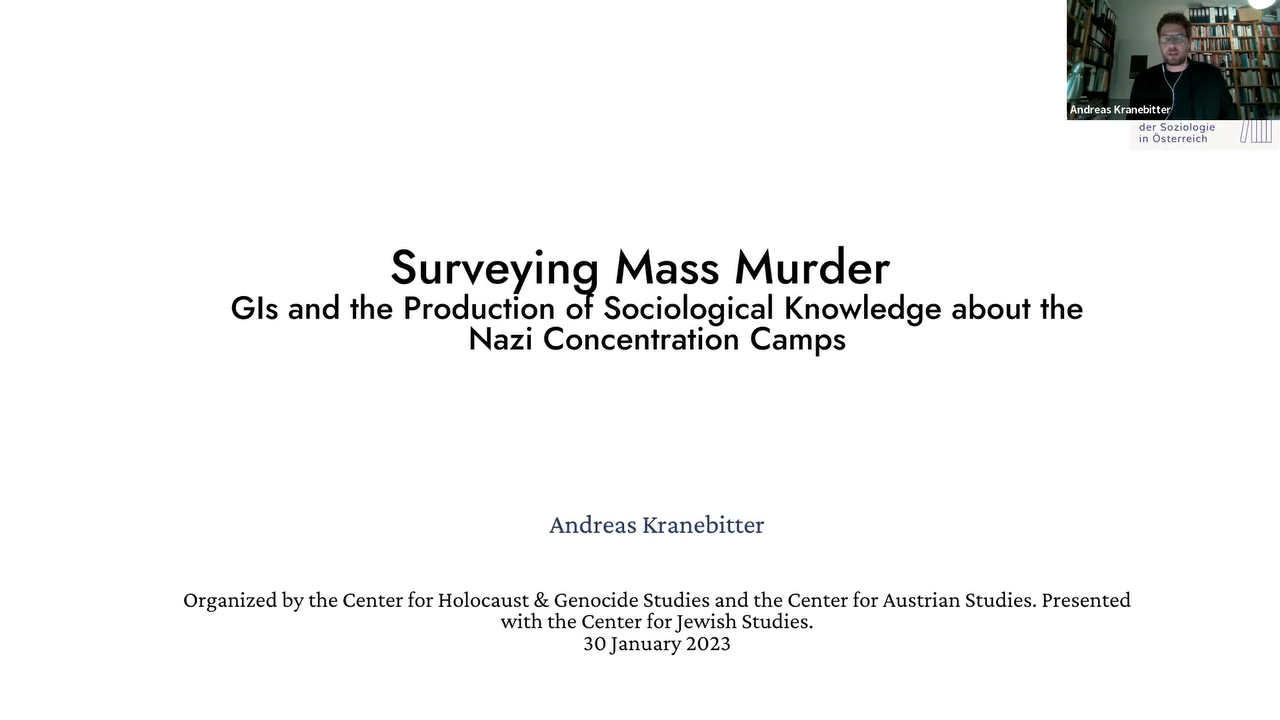 Andreas Kranebitter
der Soziologie
in Österreich
Surveying Mass Murder
GIs and the Production of Sociological Knowledge about the
Nazi Concentration Camps
Andreas Kranebitter
Organized by the Center for Holocaust & Genocide Studies and the Center for Austrian Studies. Presented
with the Center for Jewish Studies.
30 January 2023